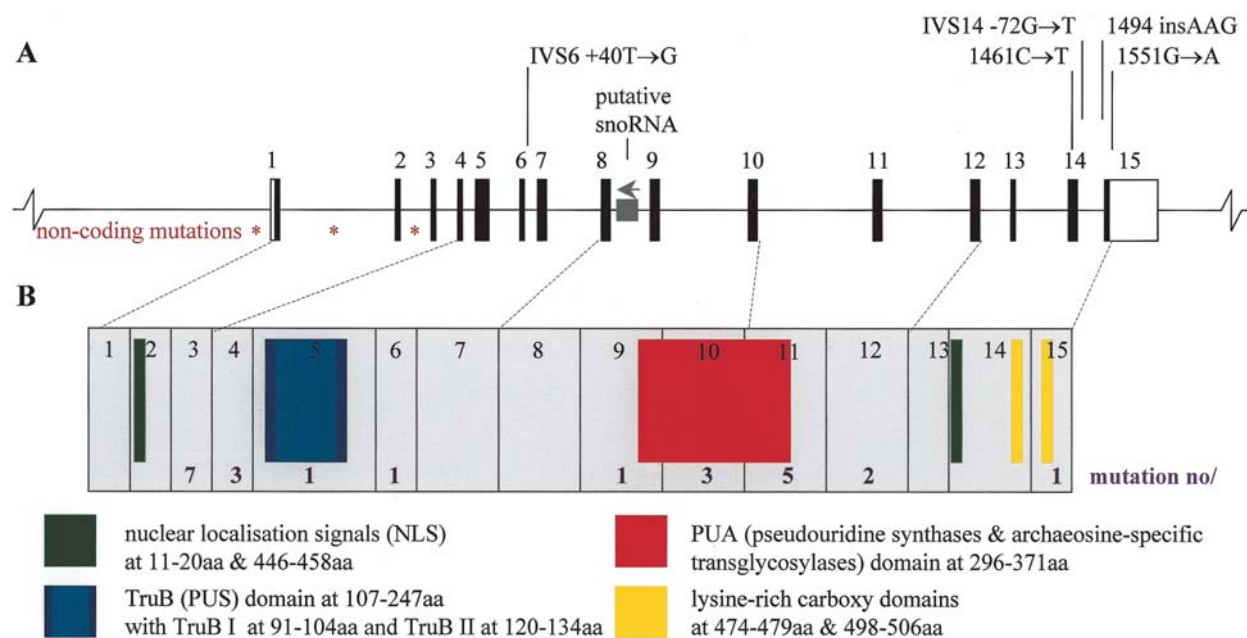 A
IVS6 +40T→G
IVS14 -72G→T
1494 insAAG
1461C→T
1551G→A
putative
snoRNA
1 2 3 4 5 6 7 8 9 10 11 12 13 14 15
non-coding mutations * * *
B
1 2 3 4 5 6 7 8 9 10 11 12 13 14 15
7 3 1 1 1 3 5 2 1 mutation no/
nuclear localisation signals (NLS)
at 11-20aa & 446-458aa
TruB (PUS) domain at 107-247aa
with TruB I at 91-104aa and TruB II at 120-134aa
PUA (pseudouridine synthases & archaeosine-specific
transglycosylases) domain at 296-371aa
lysine-rich carboxy domains
at 474-479aa & 498-506aa